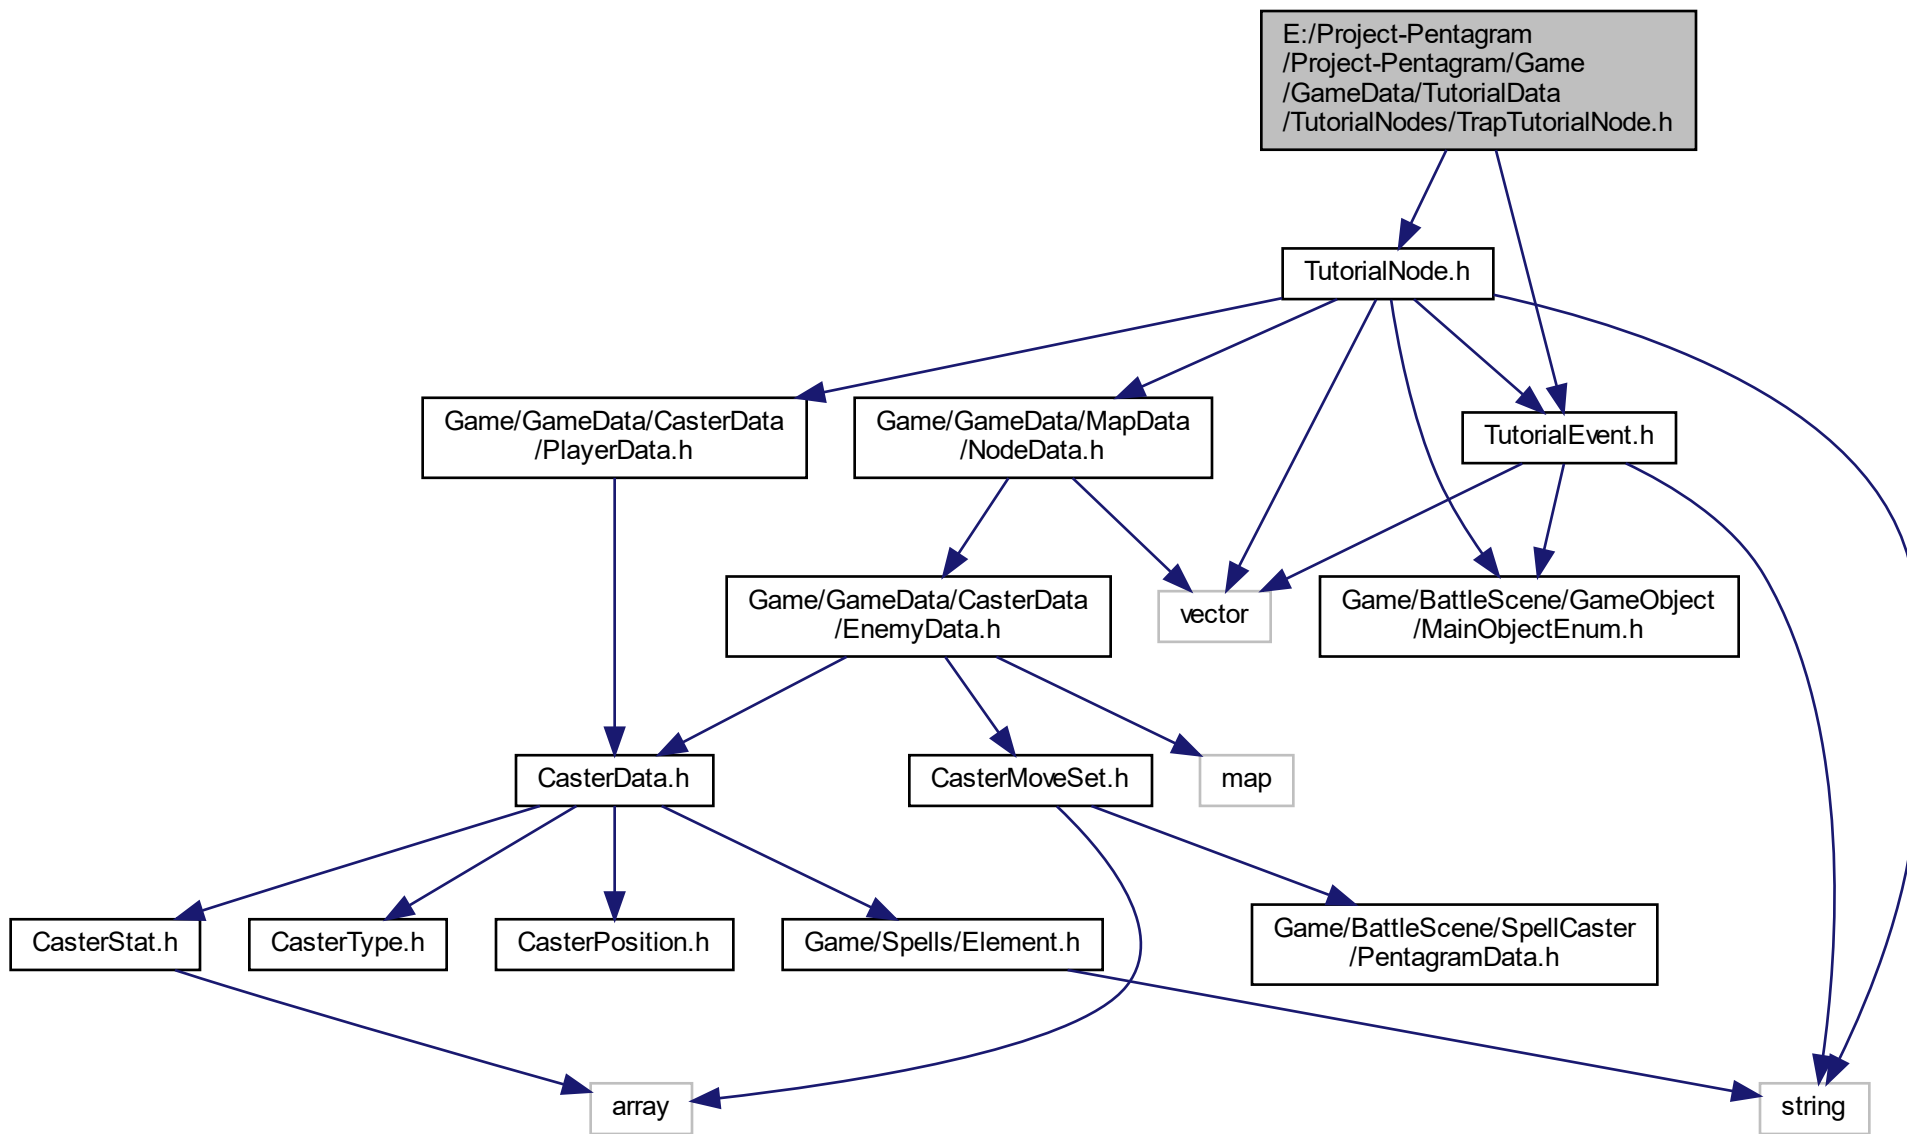 E:/Project-Pentagram
/Project-Pentagram/Game
/GameData/TutorialData
/TutorialNodes/TrapTutorialNode.h
TutorialNode.h
Game/GameData/CasterData
/PlayerData.h
Game/GameData/MapData
/NodeData.h
TutorialEvent.h
Game/GameData/CasterData
/EnemyData.h
vector
Game/BattleScene/GameObject
/MainObjectEnum.h
CasterData.h
CasterMoveSet.h
map
CasterStat.h
CasterType.h
CasterPosition.h
Game/Spells/Element.h
Game/BattleScene/SpellCaster
/PentagramData.h
array
string